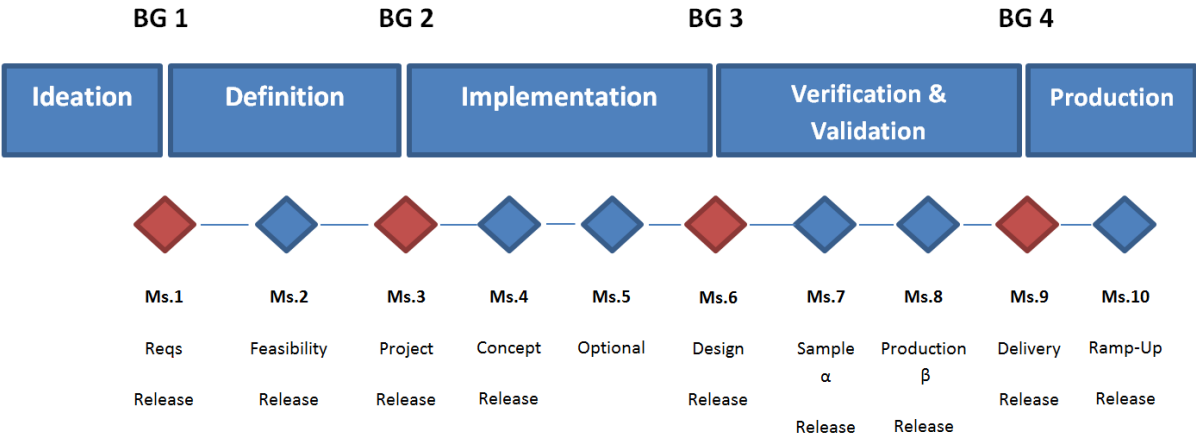 BG 1 BG 2 BG 3 BG 4
Ideation Definition Implementation Verification & Validation Production
Ms.1 Ms.2 Ms.3 Ms.4 Ms.5 Ms.6 Ms.7 Ms.8 Ms.9 Ms.10
Reqs Feasibility Project Concept Optional Design Sample Production Delivery Ramp-Up
α β
Release Release Release Release Release Release Release
Release Release